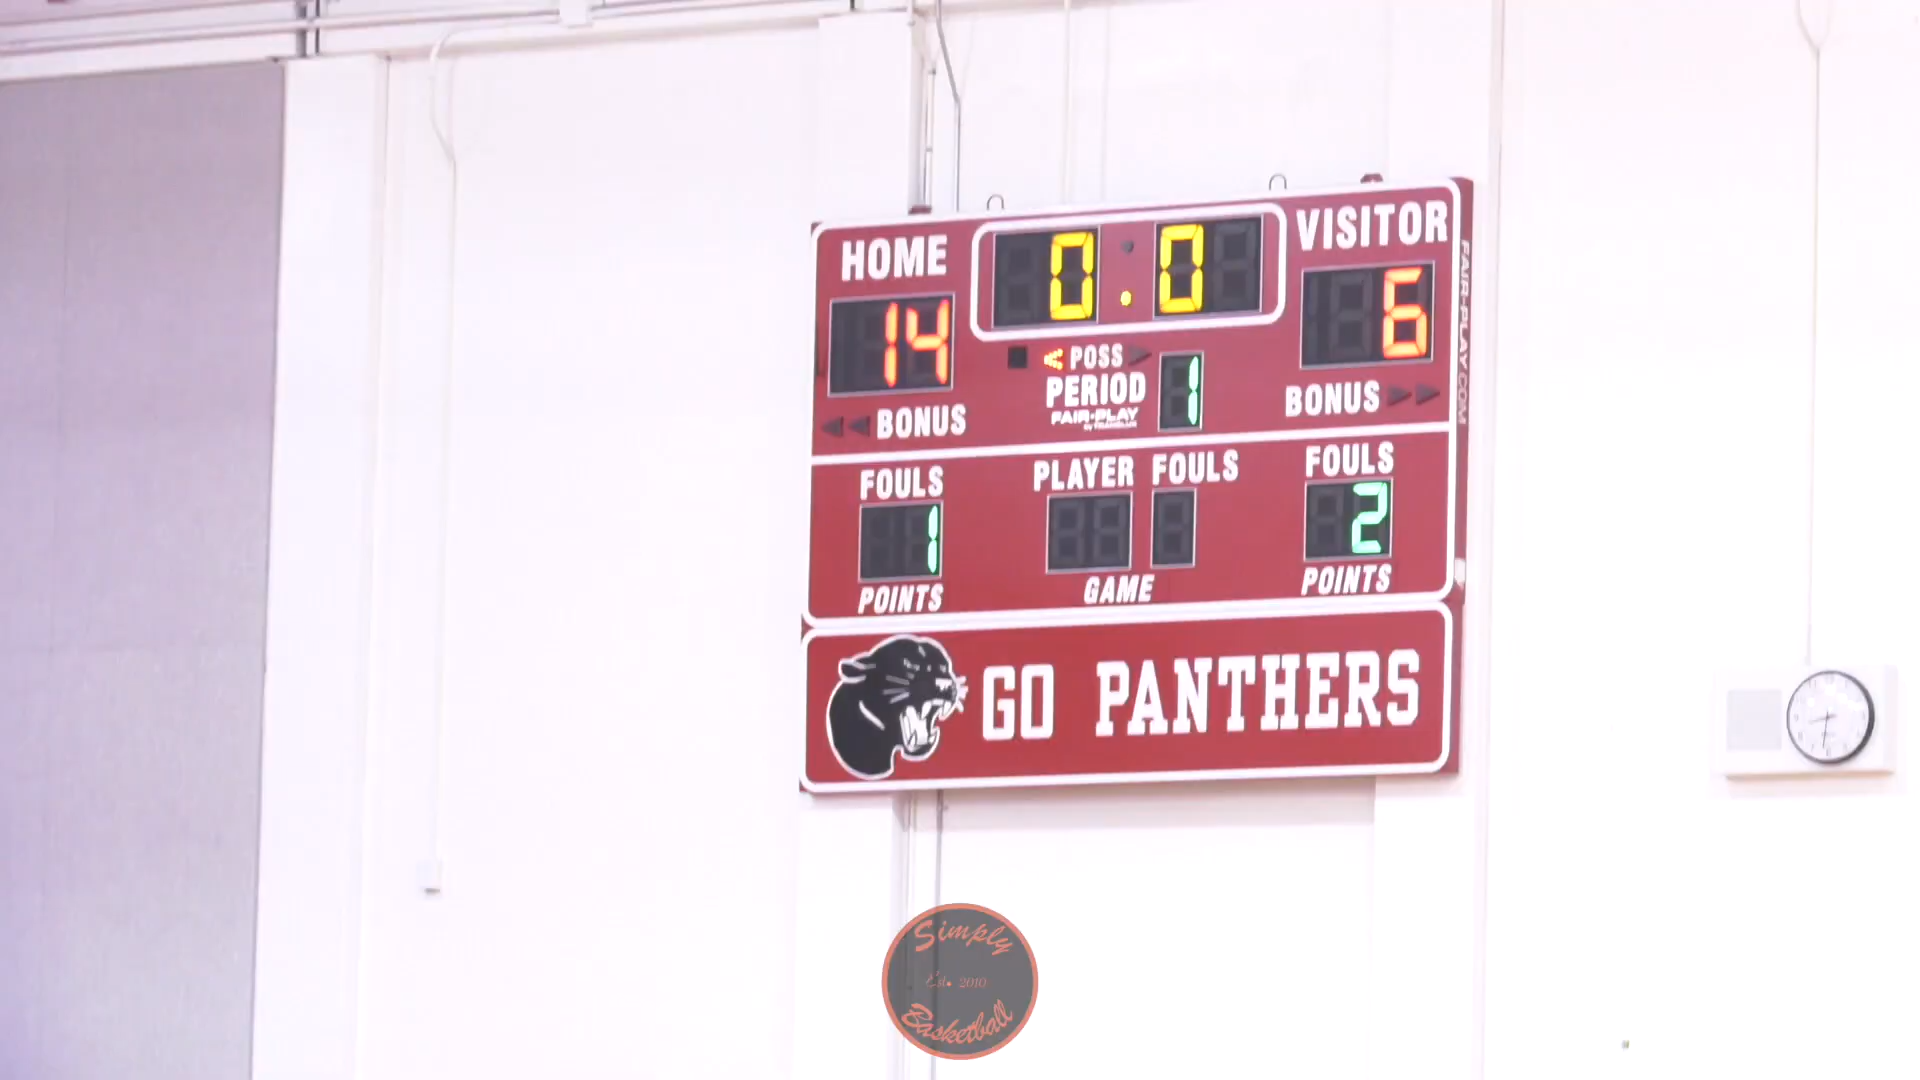 HOME
0.0
VISITOR
14
6
< POSS
PERIOD 1
FAIR-PLAY
BONUS
BONUS
FAIR-PLAY.COM
FOULS
PLAYER FOULS
FOULS
1
2
POINTS
GAME
POINTS
GO PANTHERS
Simply
Est. 2010
Basketball